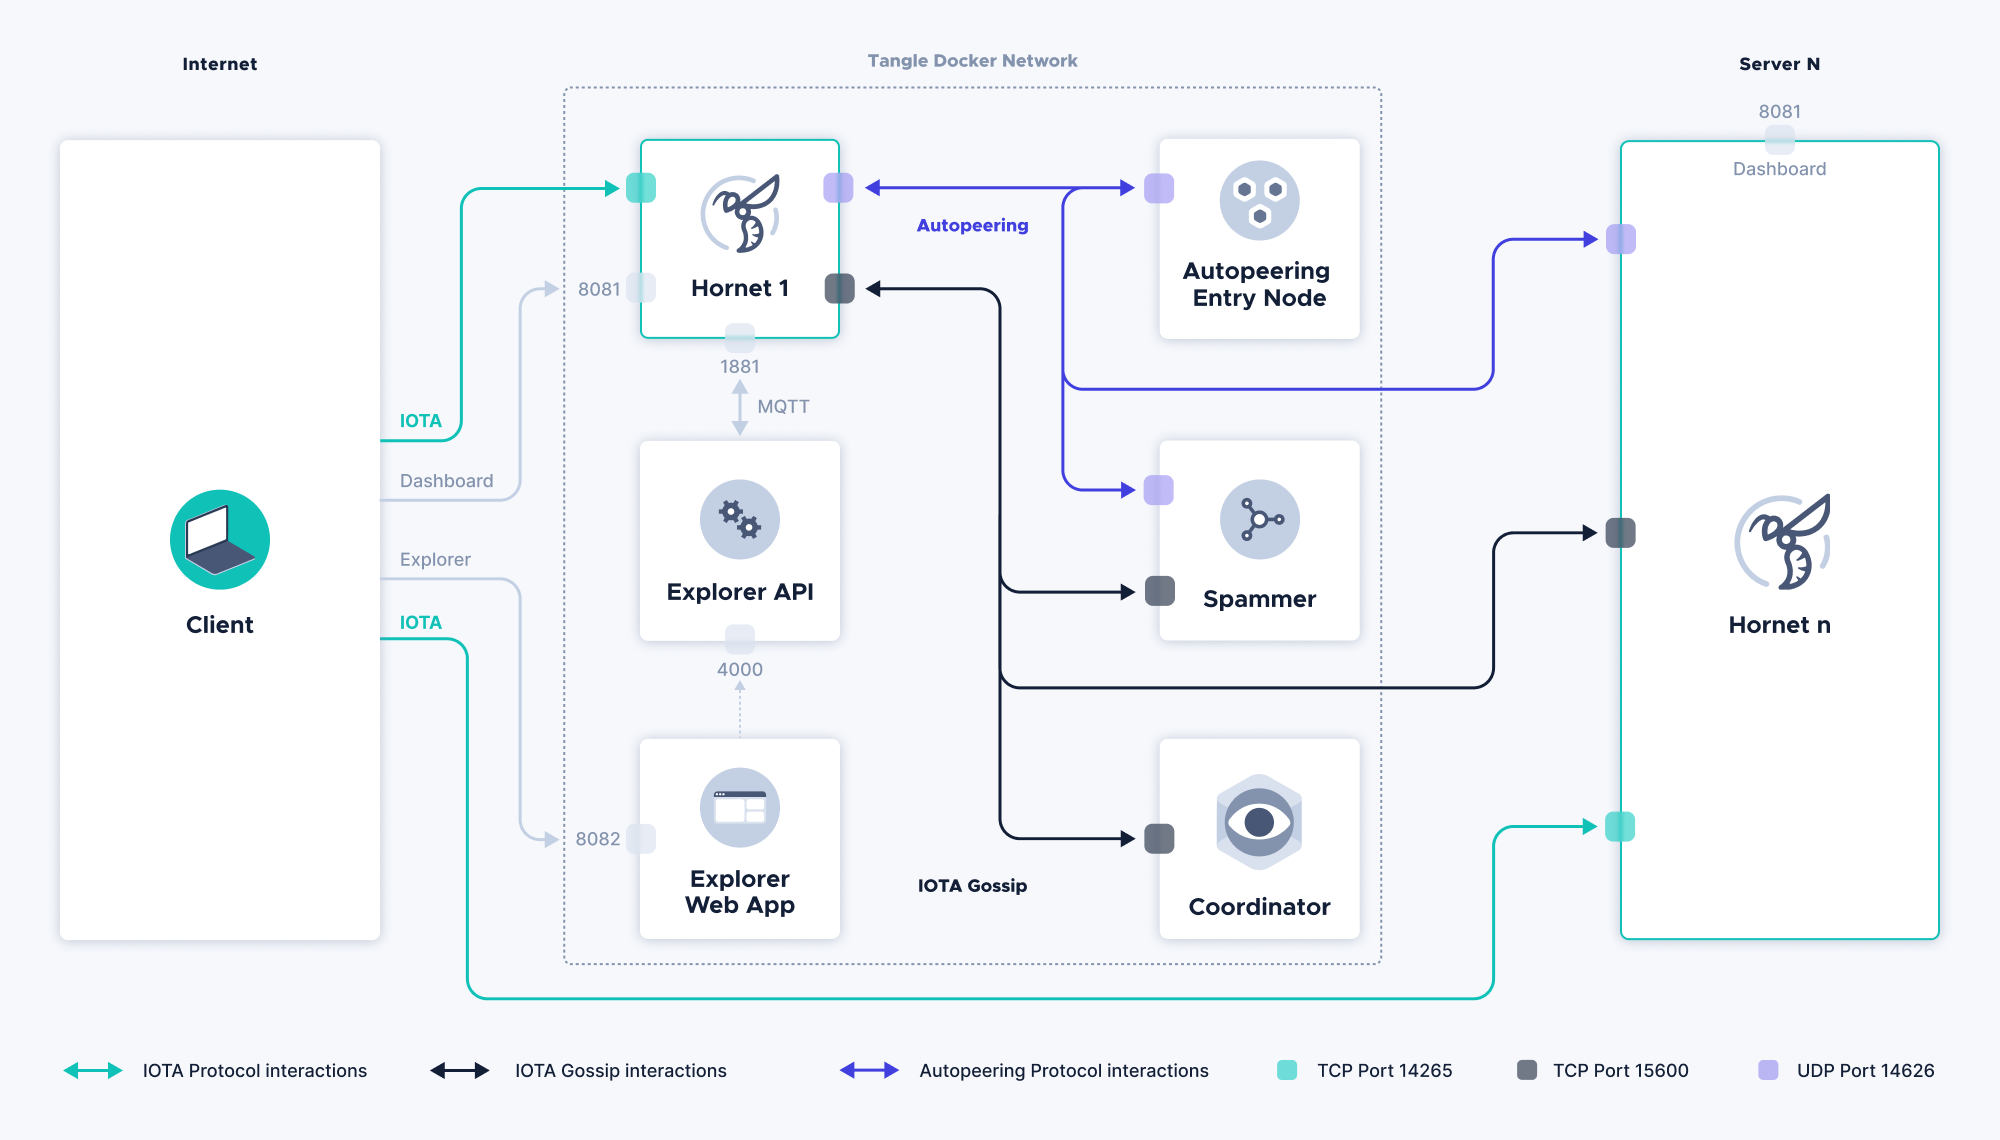 Internet
Tangle Docker Network
Server N
8081
Dashboard
Autopeering
Hornet 1
8081
1881
MQTT
Autopeering
Entry Node
IOTA
Dashboard
Explorer
IOTA
Client
Explorer API
4000
Spammer
Hornet n
8082
Explorer
Web App
IOTA Gossip
Coordinator
IOTA Protocol interactions
IOTA Gossip interactions
Autopeering Protocol interactions
TCP Port 14265
TCP Port 15600
UDP Port 14626